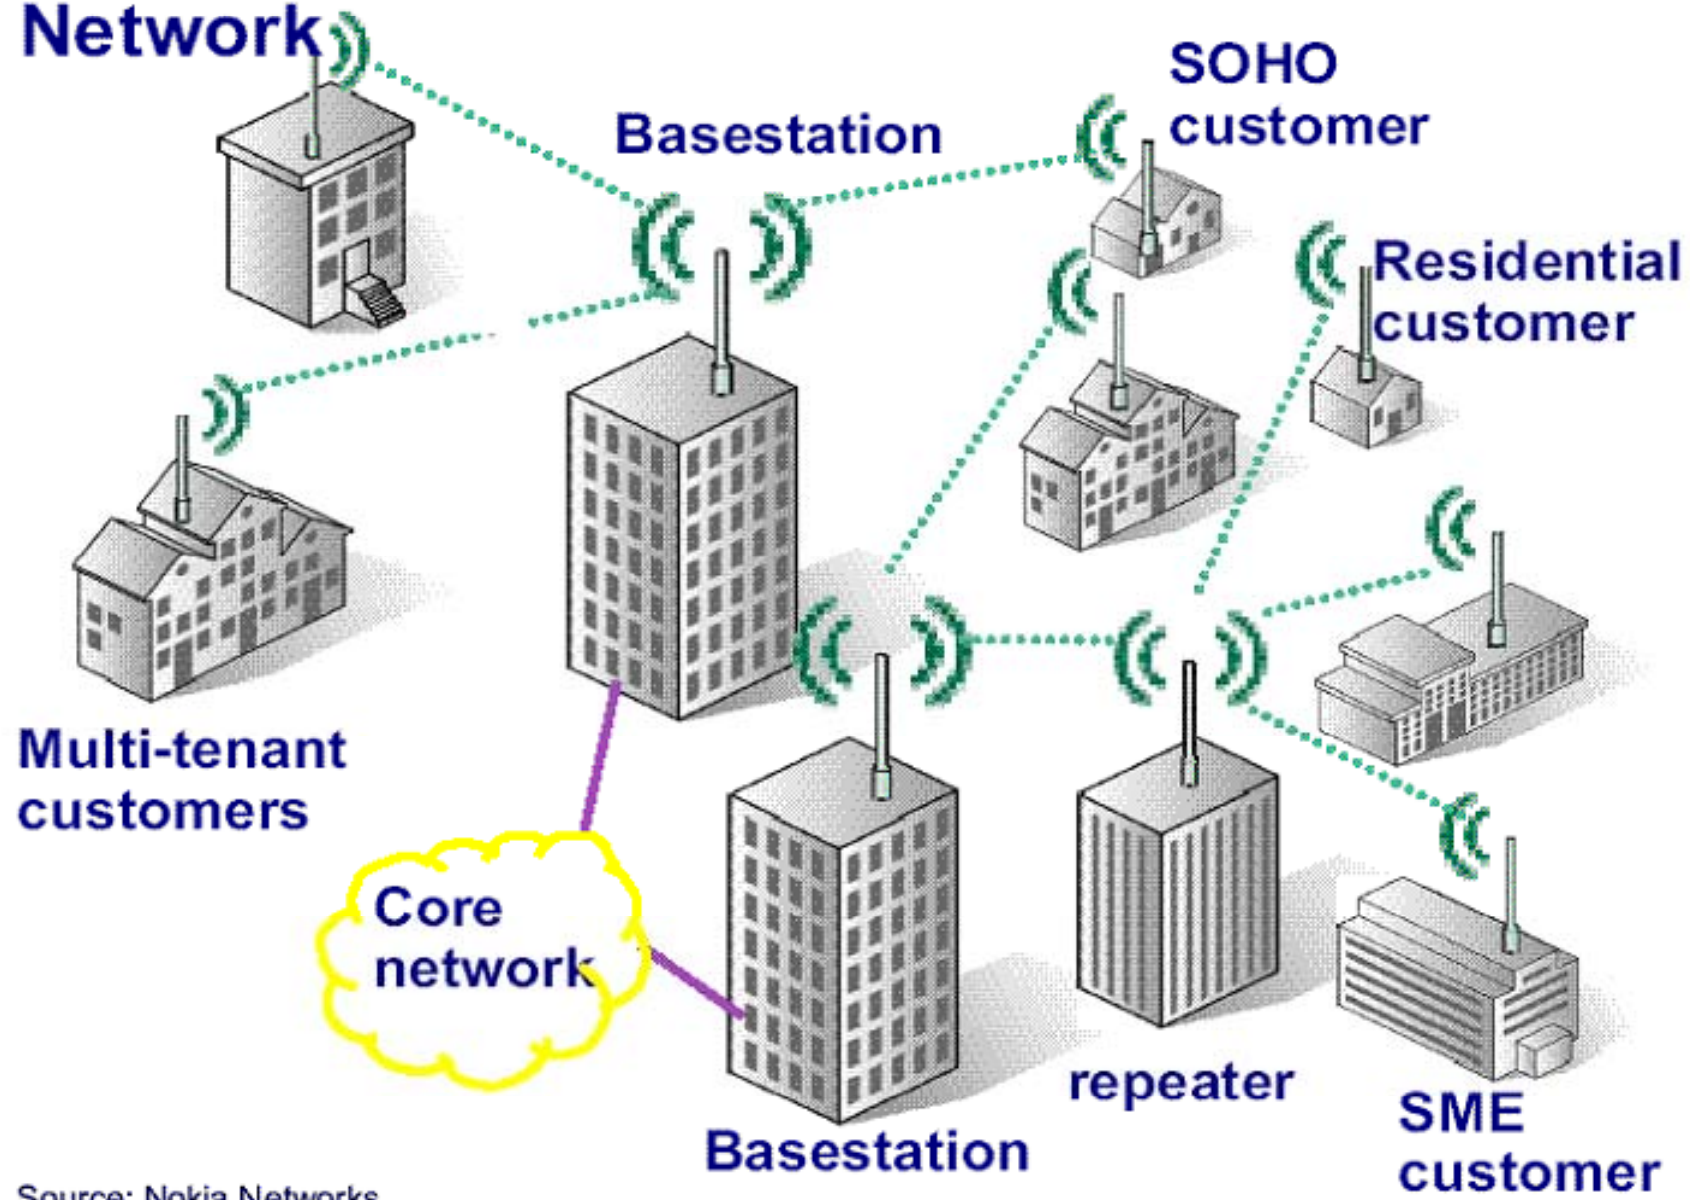 Network
SOHO
customer
Basestation
Residential
customer
Multi-tenant
customers
Core
network
repeater
Basestation
SME
customer
Source: Nokia Networks